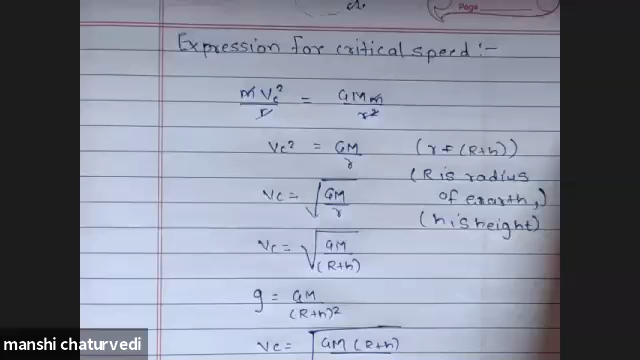 Page
Expression for critical speed :-
m Vc² / r = GMm / r²
Vc² = GM / r (r = (R+h))
(R is radius
Vc = √GM / r of exarth,)
(h is height)
Vc = √GM / (R+h)
g = GM / (R+h)²
Vc = √GM (R+h)
manshi chaturvedi